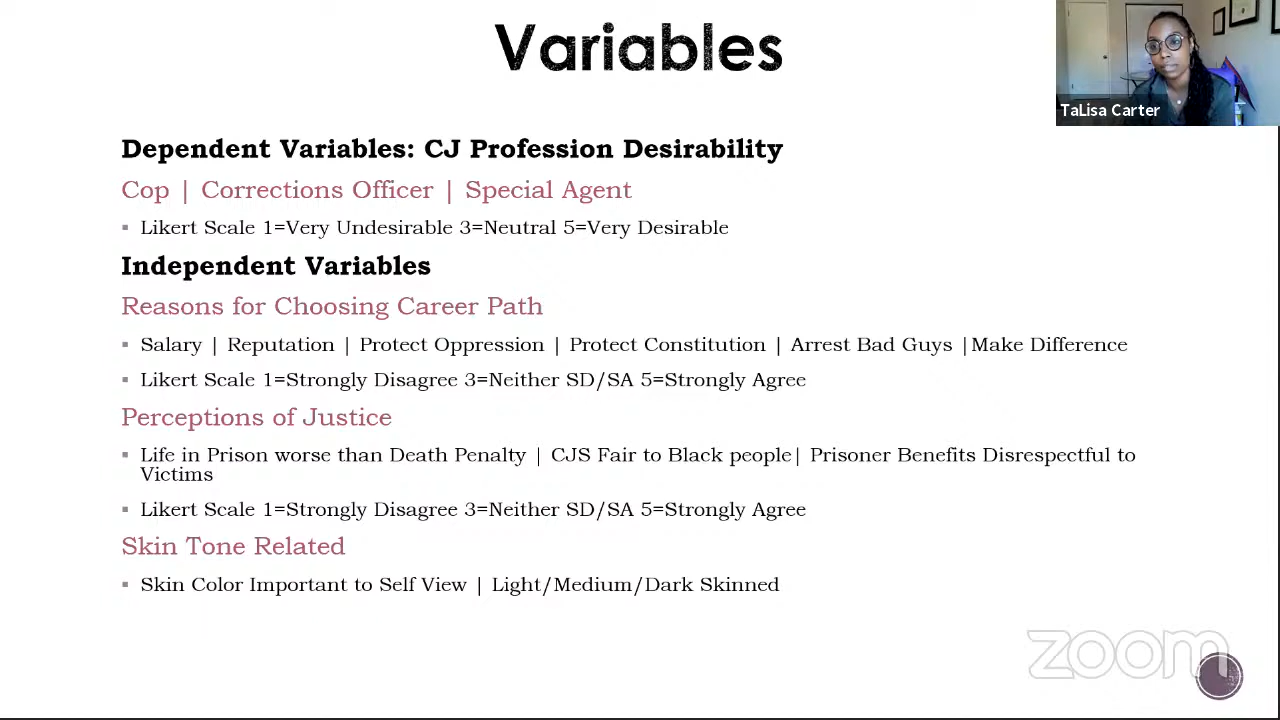 Variables
TaLisa Carter
Dependent Variables: CJ Profession Desirability
Cop | Corrections Officer | Special Agent
▪ Likert Scale 1=Very Undesirable 3=Neutral 5=Very Desirable
Independent Variables
Reasons for Choosing Career Path
▪ Salary | Reputation | Protect Oppression | Protect Constitution | Arrest Bad Guys |Make Difference
▪ Likert Scale 1=Strongly Disagree 3=Neither SD/SA 5=Strongly Agree
Perceptions of Justice
▪ Life in Prison worse than Death Penalty | CJS Fair to Black people| Prisoner Benefits Disrespectful to
Victims
▪ Likert Scale 1=Strongly Disagree 3=Neither SD/SA 5=Strongly Agree
Skin Tone Related
▪ Skin Color Important to Self View | Light/Medium/Dark Skinned
zoom